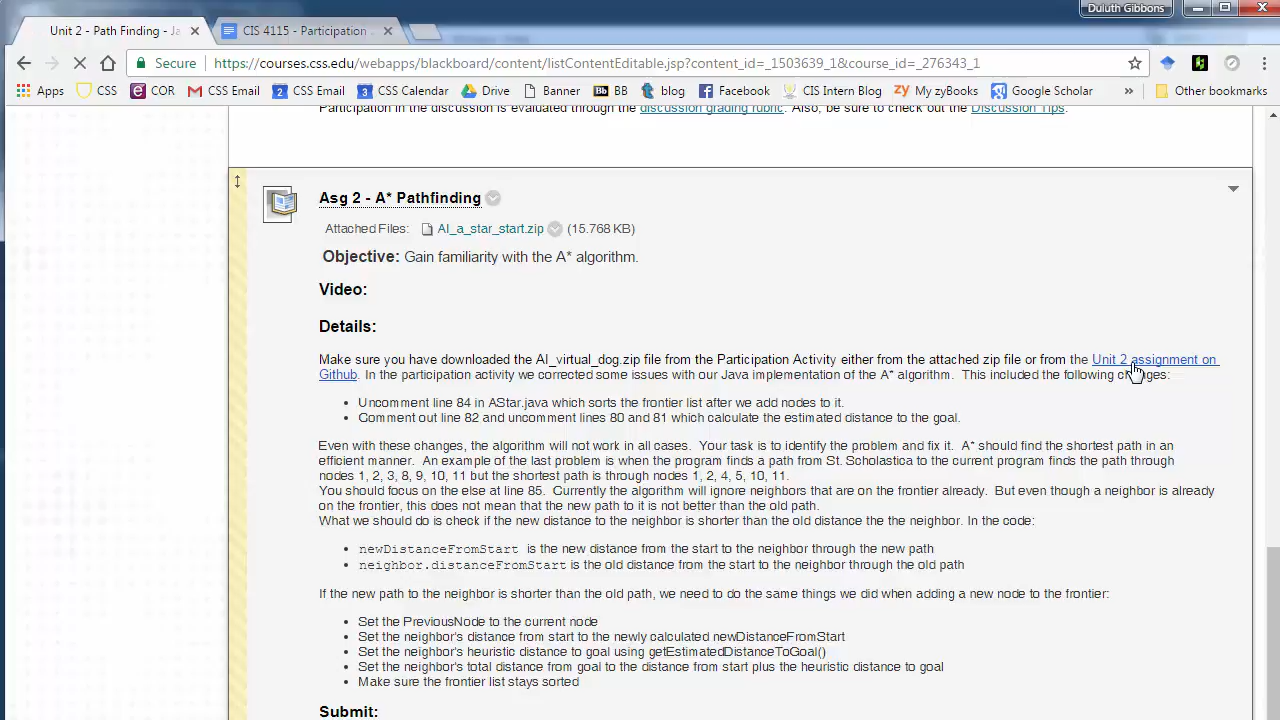 Duluth Gibbons
Unit 2 - Path Finding - Ja
CIS 4115 - Participation
Secure
https://courses.css.edu/webapps/blackboard/content/listContentEditable.jsp?content_id=_1503639_1&course_id=_276343_1
Apps CSS COR CSS Email CSS Email CSS Calendar Drive Banner BB blog Facebook CIS Intern Blog My zyBooks Google Scholar » Other bookmarks
Participation in the discussion is evaluated through the discussion grading rubric. Also, be sure to check out the Discussion Tips.
Asg 2 - A* Pathfinding
Attached Files: AI_a_star_start.zip (15.768 KB)
Objective: Gain familiarity with the A* algorithm.
Video:
Details:
Make sure you have downloaded the AI_virtual_dog.zip file from the Participation Activity either from the attached zip file or from the Unit 2 assignment on
Github. In the participation activity we corrected some issues with our Java implementation of the A* algorithm. This included the following changes:
• Uncomment line 84 in AStar.java which sorts the frontier list after we add nodes to it.
• Comment out line 82 and uncomment lines 80 and 81 which calculate the estimated distance to the goal.
Even with these changes, the algorithm will not work in all cases. Your task is to identify the problem and fix it. A* should find the shortest path in an
efficient manner. An example of the last problem is when the program finds a path from St. Scholastica to the current program finds the path through
nodes 1, 2, 3, 8, 9, 10, 11 but the shortest path is through nodes 1, 2, 4, 5, 10, 11.
You should focus on the else at line 85. Currently the algorithm will ignore neighbors that are on the frontier already. But even though a neighbor is already
on the frontier, this does not mean that the new path to it is not better than the old path.
What we should do is check if the new distance to the neighbor is shorter than the old distance the the neighbor. In the code:
• newDistanceFromStart is the new distance from the start to the neighbor through the new path
• neighbor.distanceFromStart is the old distance from the start to the neighbor through the old path
If the new path to the neighbor is shorter than the old path, we need to do the same things we did when adding a new node to the frontier:
• Set the PreviousNode to the current node
• Set the neighbor's distance from start to the newly calculated newDistanceFromStart
• Set the neighbor's heuristic distance to goal using getEstimatedDistanceToGoal()
• Set the neighbor's total distance from goal to the distance from start plus the heuristic distance to goal
• Make sure the frontier list stays sorted
Submit: